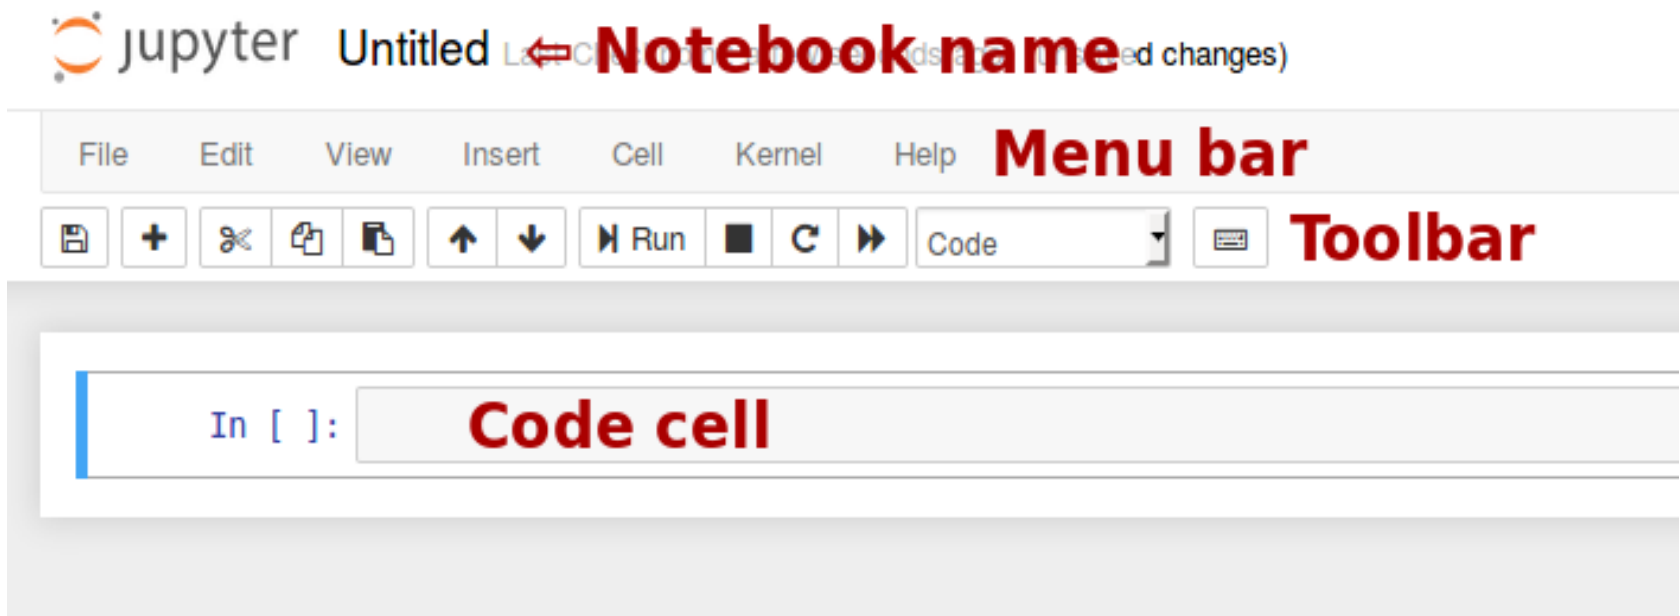 jupyter Untitled ⇐ Notebook name d changes)
File Edit View Insert Cell Kernel Help Menu bar
Run Code Toolbar
In [ ]: Code cell